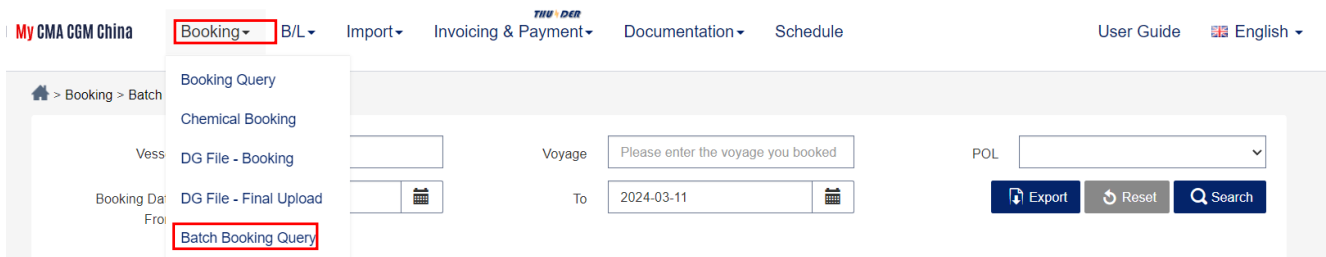 THUNDER
My CMA CGM China Booking B/L Import Invoicing & Payment Documentation Schedule User Guide English
Booking Query
> Booking > Batch
Chemical Booking
Vess Voyage Please enter the voyage you booked POL
DG File - Booking
Booking Da To 2024-03-11 Export Reset Search
DG File - Final Upload
Fro
Batch Booking Query